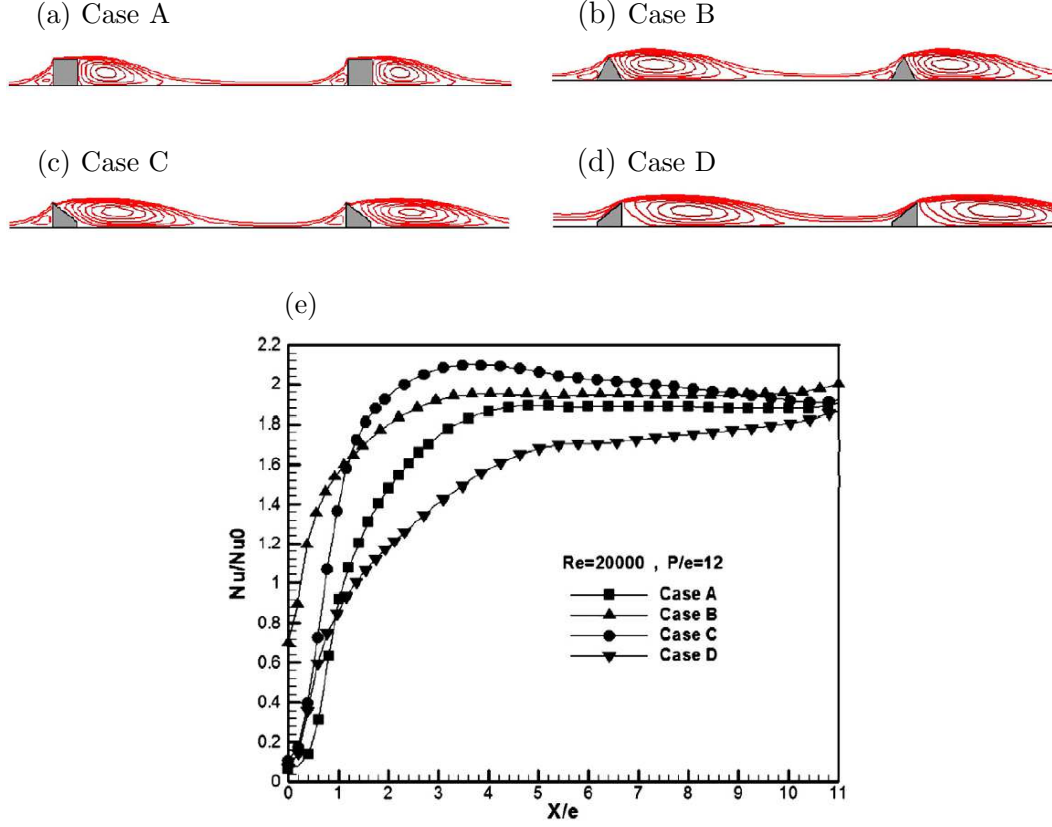 (a) Case A
(b) Case B
(c) Case C
(d) Case D
(e)
2.2
2
1.8
1.6
1.4
1.2
1
0.8
0.6
0.4
0.2
0
Nu/Nu0
Re=20000 , P/e=12
Case A
Case B
Case C
Case D
0 1 2 3 4 5 6 7 8 9 10 11
X/e